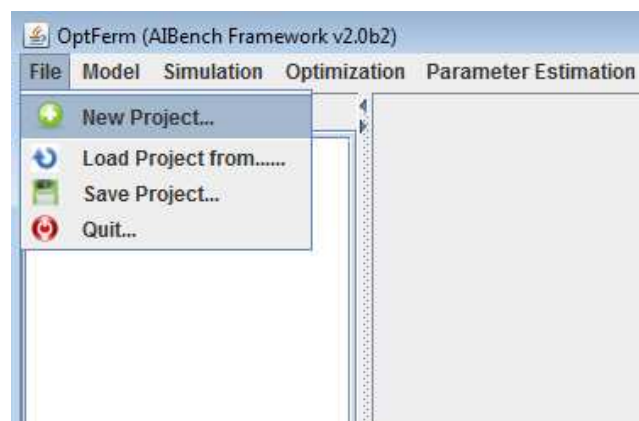 OptFerm (AIBench Framework v2.0b2)
File Model Simulation Optimization Parameter Estimation
New Project...
Load Project from......
Save Project...
Quit...